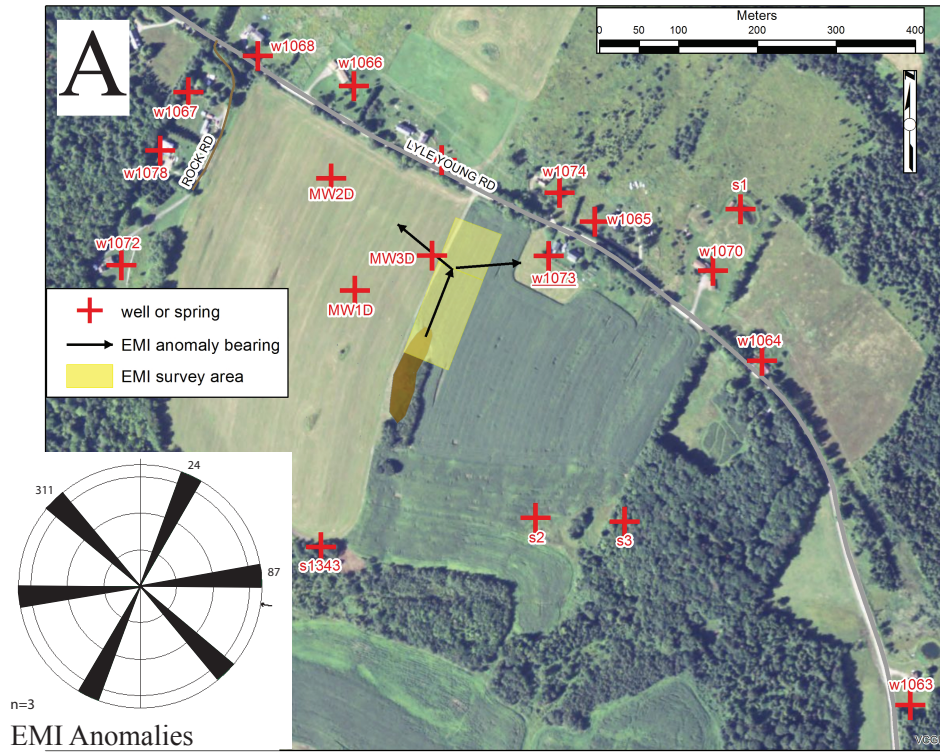 A
Meters
0 50 100 200 300 400
w1068
w1066
w1067
w1078
ROCK RD
LYLE YOUNG RD
MW2D
w1074
s1
w1065
w1072
MW3D
w1073
w1070
MW1D
well or spring
EMI anomaly bearing
EMI survey area
w1064
24
311
87
s2
s3
s1343
n=3
EMI Anomalies
w1063